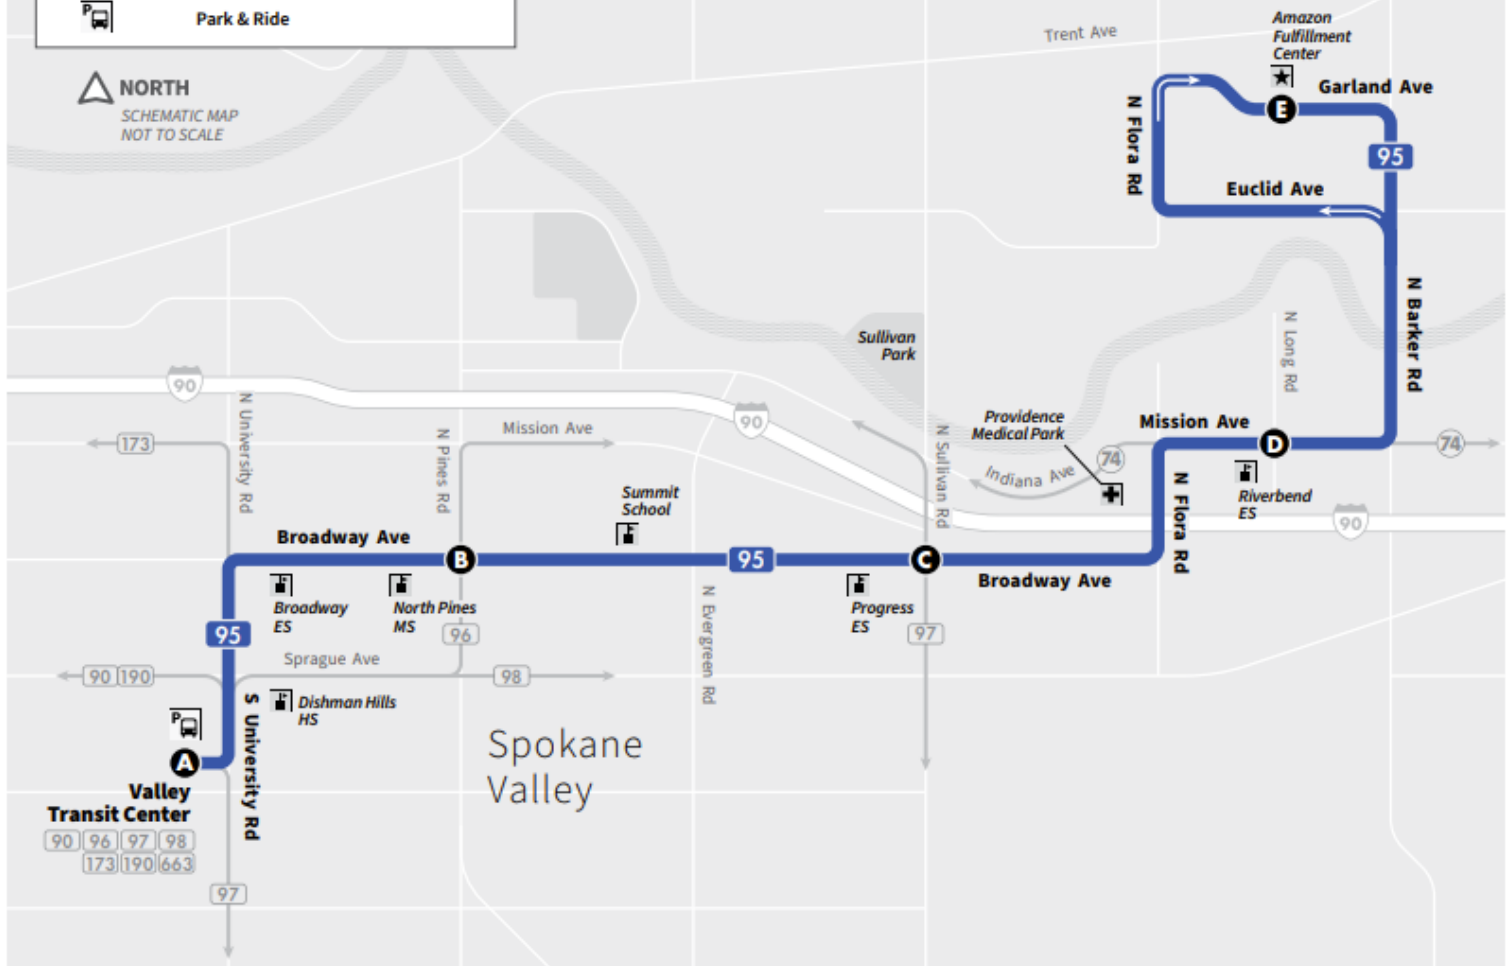 P
Park & Ride
NORTH
SCHEMATIC MAP
NOT TO SCALE
Trent Ave
Amazon
Fulfillment
Center
Garland Ave
E
N Flora Rd
95
Euclid Ave
N Barker Rd
N Long Rd
Sullivan
Park
90
N University Rd
90
Providence
Medical Park
Mission Ave
173
N Pines Rd
Mission Ave
N Sullivan Rd
74
D
74
Indiana Ave
Summit
School
Riverbend
ES
N Flora Rd
90
Broadway Ave
B
95
C
Broadway Ave
Broadway
ES
North Pines
MS
N Evergreen Rd
Progress
ES
95
96
97
Sprague Ave
90
190
98
S University Rd
Dishman Hills
HS
P
Spokane
Valley
A
Valley
Transit Center
90 96 97 98
173 190 663
97